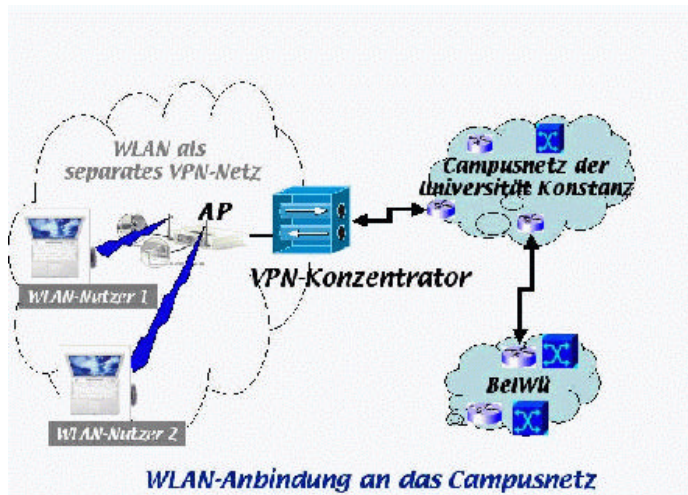 WLAN als
separates VPN-Netz
AP
WLAN-Nutzer 1
WLAN-Nutzer 2
VPN-Konzentrator
Campusnetz der
Universität Konstanz
BelWü
WLAN-Anbindung an das Campusnetz